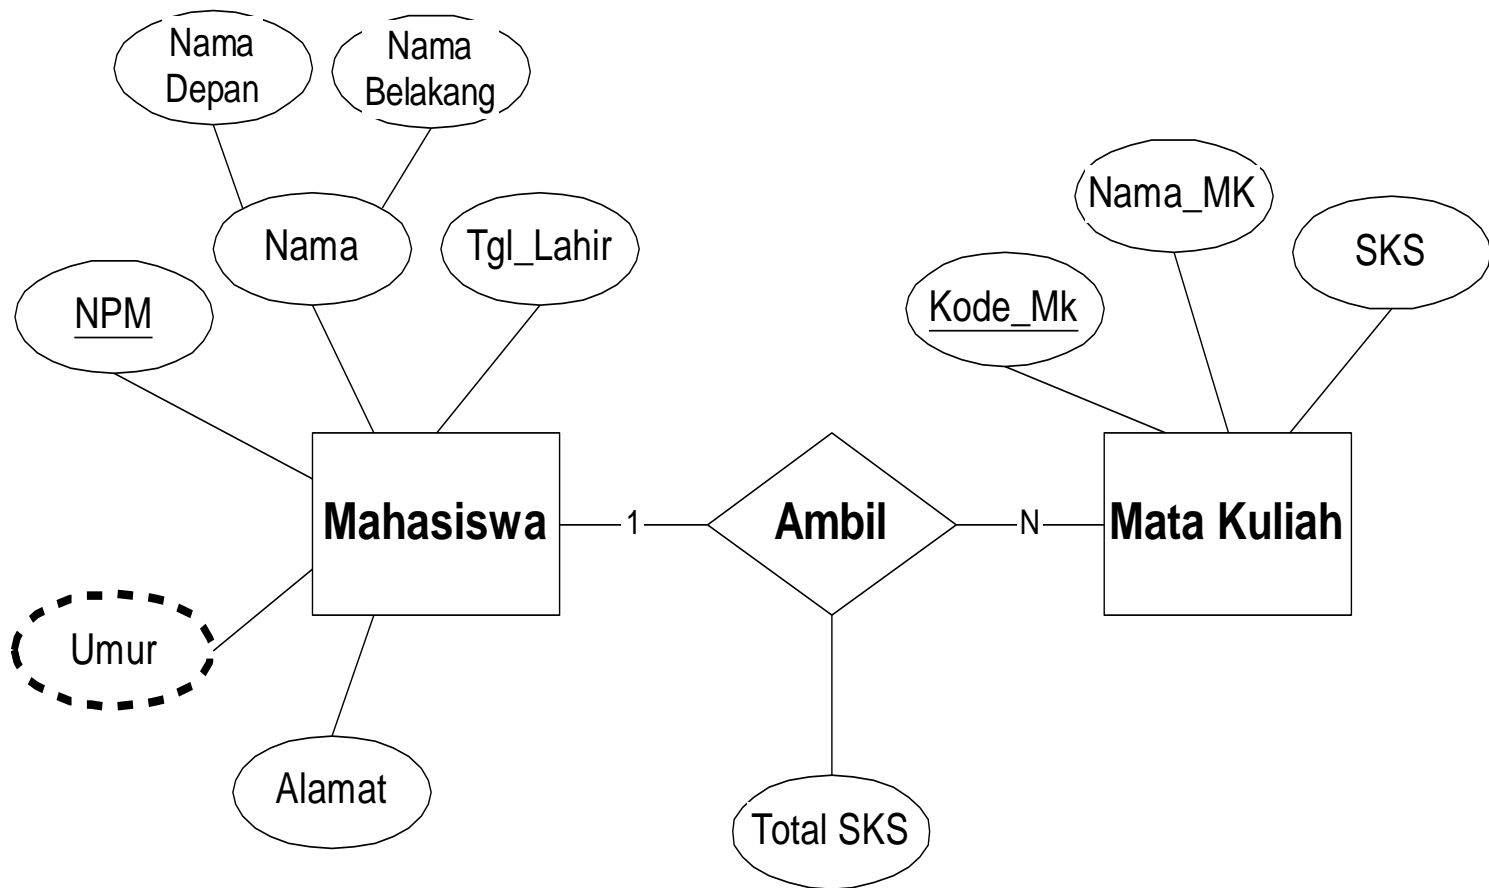 Nama
Depan
Nama
Belakang
Nama
Tgl_Lahir
NPM
Nama_MK
SKS
Kode_Mk
Mahasiswa
1
Ambil
N
Mata Kuliah
Umur
Alamat
Total SKS